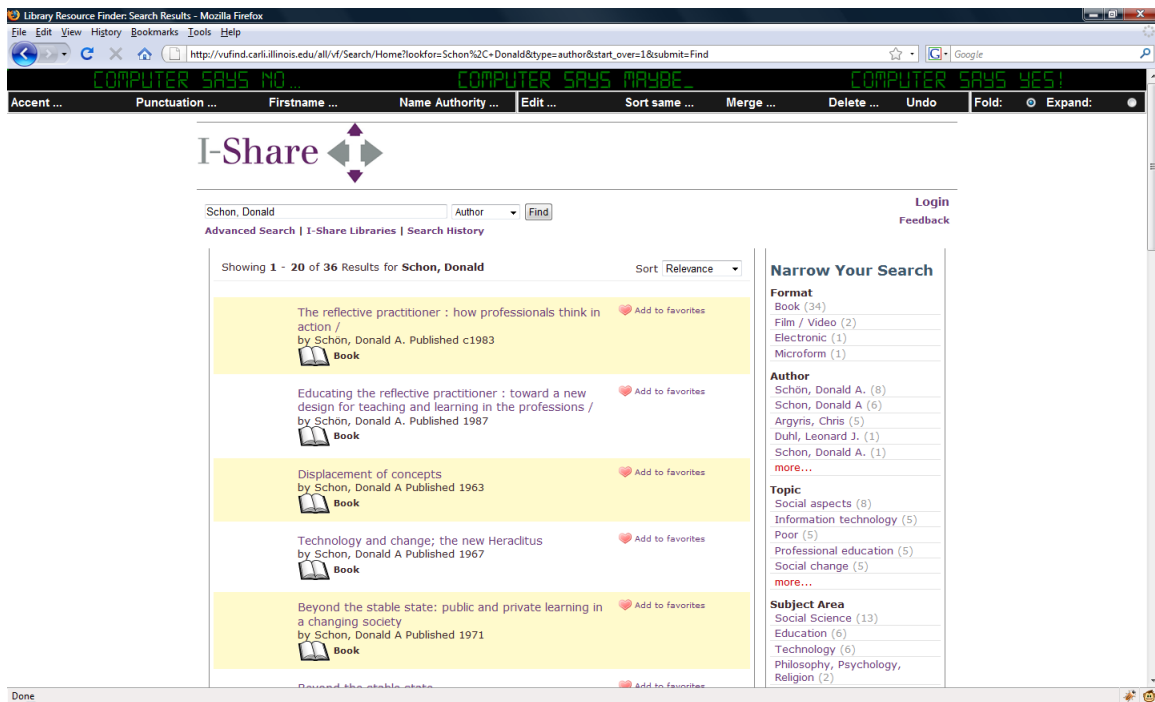 Library Resource Finder: Search Results - Mozilla Firefox
File Edit View History Bookmarks Tools Help
http://vufind.carli.illinois.edu/all/vf/Search/Home?lookfor=Schon%2C+Donald&type=author&start_over=1&submit=Find
G Google
COMPUTER SAYS NO... COMPUTER SAYS MAYBE_ COMPUTER SAYS YES!
Accent ... Punctuation ... Firstname ... Name Authority ... Edit ... Sort same ... Merge ... Delete ... Undo Fold: Expand:
I-Share
Schon, Donald Author Find
Login
Feedback
Advanced Search | I-Share Libraries | Search History
Showing 1 - 20 of 36 Results for Schon, Donald
Sort Relevance
The reflective practitioner : how professionals think in
action /
by Schön, Donald A. Published c1983
Book
Add to favorites
Educating the reflective practitioner : toward a new
design for teaching and learning in the professions /
by Schön, Donald A. Published 1987
Book
Add to favorites
Displacement of concepts
by Schon, Donald A Published 1963
Book
Add to favorites
Technology and change; the new Heraclitus
by Schon, Donald A Published 1967
Book
Add to favorites
Beyond the stable state: public and private learning in
a changing society
by Schon, Donald A Published 1971
Book
Add to favorites
Beyond the stable state
Add to favorites
Narrow Your Search
Format
Book (34)
Film / Video (2)
Electronic (1)
Microform (1)
Author
Schön, Donald A. (8)
Schon, Donald A (6)
Argyris, Chris (5)
Duhl, Leonard J. (1)
Schon, Donald A. (1)
more...
Topic
Social aspects (8)
Information technology (5)
Poor (5)
Professional education (5)
Social change (5)
more...
Subject Area
Social Science (13)
Education (6)
Technology (6)
Philosophy, Psychology,
Religion (2)
Done